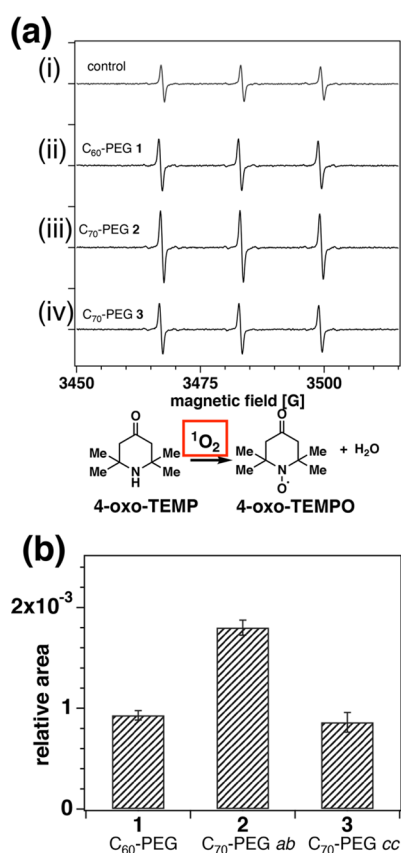 (a)
(i)
control
(ii)
C₆₀-PEG 1
(iii)
C₇₀-PEG 2
(iv)
C₇₀-PEG 3
3450 3475 3500
magnetic field [G]
O O
Me Me ¹O₂ Me Me + H₂O
Me N Me Me N Me
H O·
4-oxo-TEMP 4-oxo-TEMPO
(b)
2x10⁻³
1
0
relative area
1 2 3
C₆₀-PEG C₇₀-PEG ab C₇₀-PEG cc